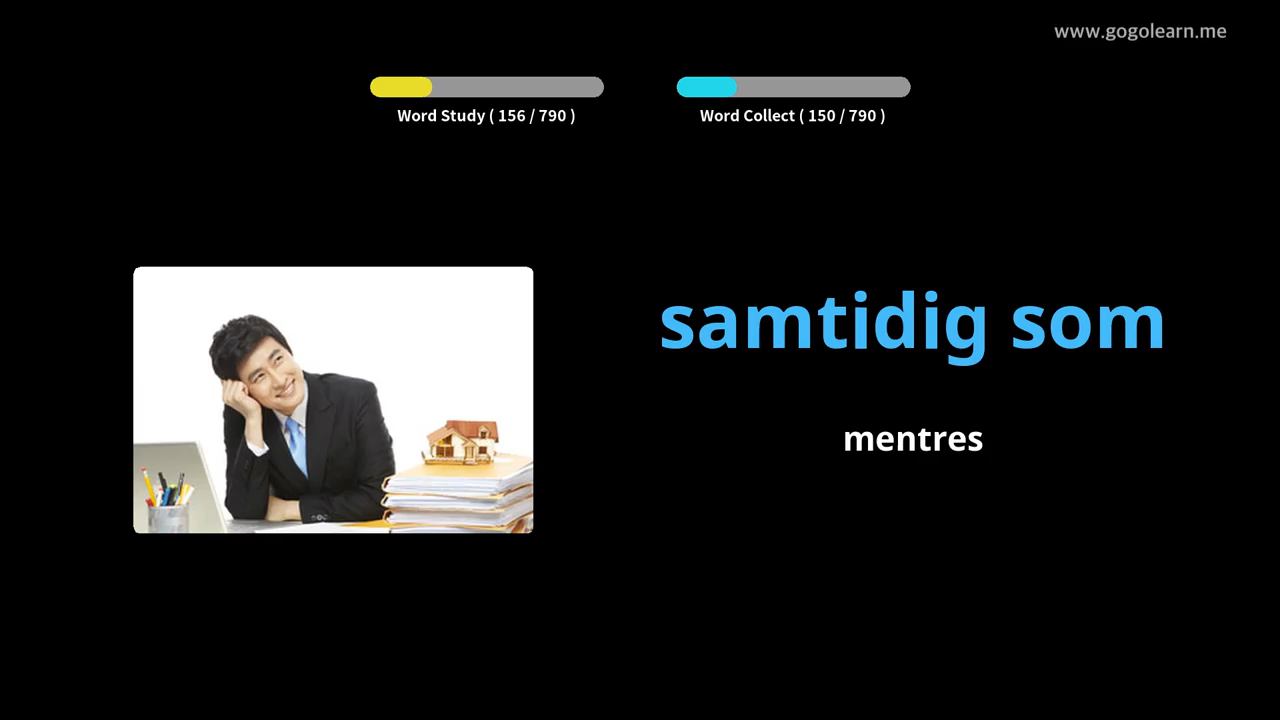 www.gogolearn.me
Word Study ( 156 / 790 )
Word Collect ( 150 / 790 )
samtidig som
mentres